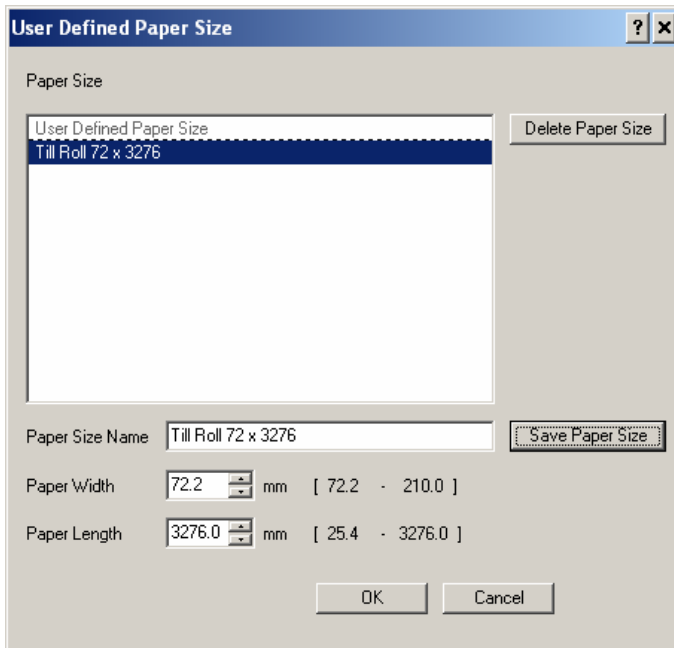 User Defined Paper Size
Paper Size
User Defined Paper Size
Till Roll 72 x 3276
Delete Paper Size
Paper Size Name Till Roll 72 x 3276 Save Paper Size
Paper Width 72.2 mm [ 72.2 - 210.0 ]
Paper Length 3276.0 mm [ 25.4 - 3276.0 ]
OK Cancel